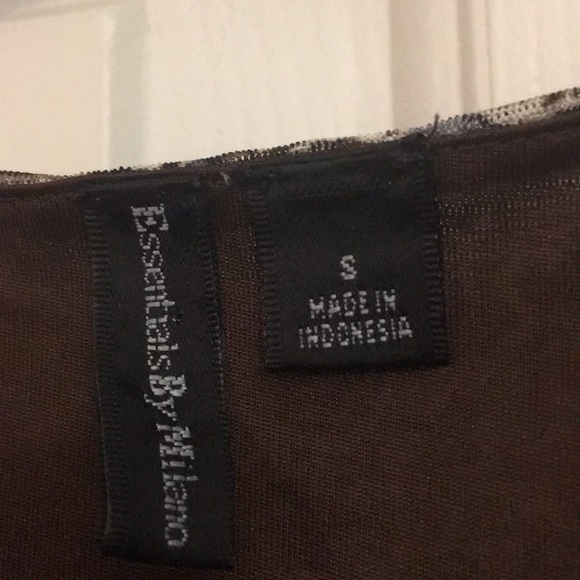 Essentials By Milano
S
MADE IN
INDONESIA